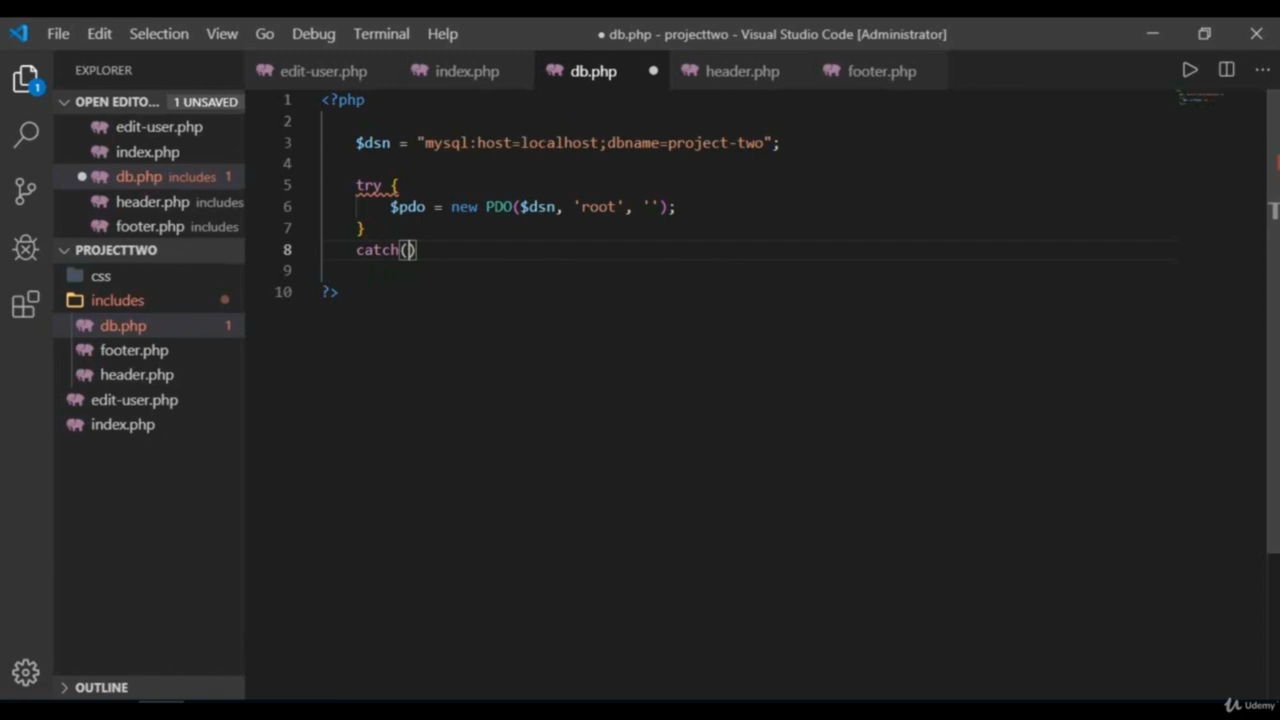 File Edit Selection View Go Debug Terminal Help
● db.php - projecttwo - Visual Studio Code [Administrator]
EXPLORER
edit-user.php index.php db.php ● header.php footer.php
OPEN EDITO... 1 UNSAVED
edit-user.php
index.php
● db.php includes 1
header.php includes
footer.php includes
PROJECTTWO
css
includes
db.php 1
footer.php
header.php
edit-user.php
index.php
OUTLINE
1 <?php
2
3 $dsn = "mysql:host=localhost;dbname=project-two";
4
5 try {
6 $pdo = new PDO($dsn, 'root', '');
7 }
8 catch()
9
10 ?>
1
Udemy